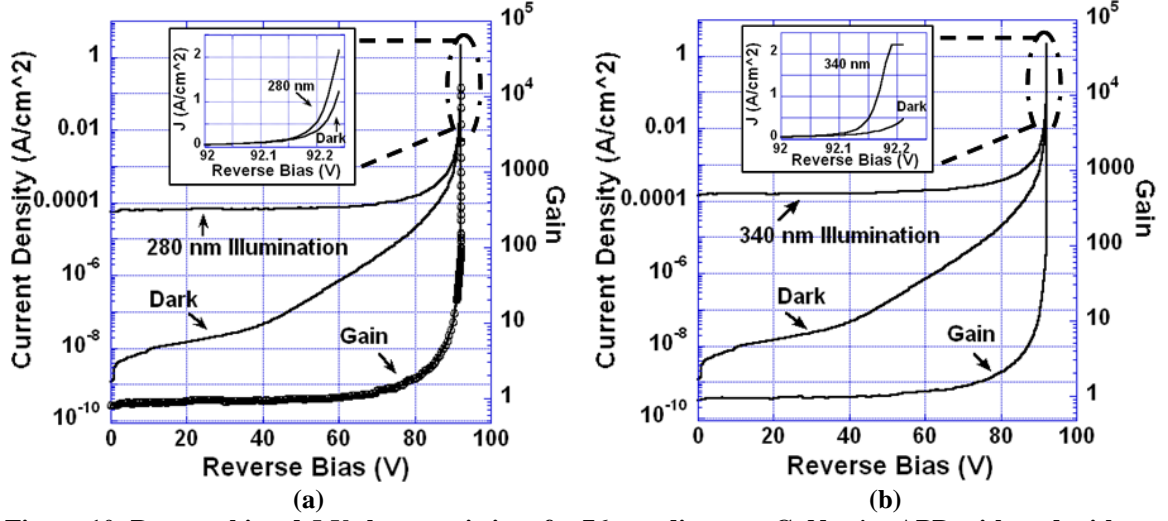 10^5
10^4
1000
100
10
1
Gain
1
0.01
0.0001
10^-6
10^-8
10^-10
Current Density (A/cm^2)
J (A/cm^2)
2
1
0
280 nm
Dark
92 92.1 92.2
Reverse Bias (V)
280 nm Illumination
Dark
Gain
0 20 40 60 80 100
Reverse Bias (V)
(a)
10^5
10^4
1000
100
10
1
Gain
1
0.01
0.0001
10^-6
10^-8
10^-10
Current Density (A/cm^2)
J (A/cm^2)
2
1
0
340 nm
Dark
92 92.1 92.2
Reverse Bias (V)
340 nm Illumination
Dark
Gain
0 20 40 60 80 100
Reverse Bias (V)
(b)